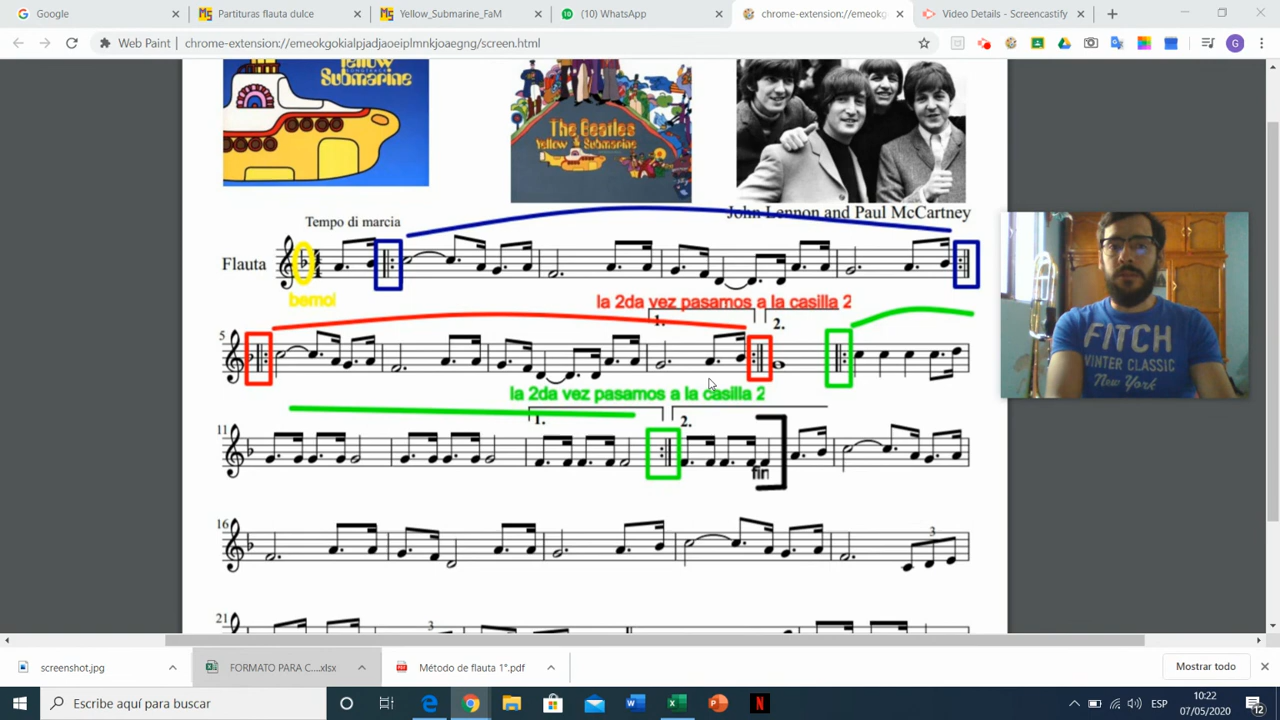 Google
Partituras flauta dulce
Yellow_Submarine_FaM
(10) WhatsApp
chrome-extension://emeokg
Video Details - Screencastify
Web Paint
chrome-extension://emeokgokialpjadjaoeiplmnkjoaegng/screen.html
G
Yellow
Submarine
The Beatles
Yellow Submarine
John Lennon and Paul McCartney
Tempo di marcia
Flauta
bemol
la 2da vez pasamos a la casilla 2
1.
2.
5
la 2da vez pasamos a la casilla 2
1.
2.
11
fin
16
3
21
3
FITCH
WINTER CLASSIC
New York
screenshot.jpg
FORMATO PARA C....xlsx
Método de flauta 1°.pdf
Mostrar todo
Escribe aquí para buscar
ESP
10:22
07/05/2020
12